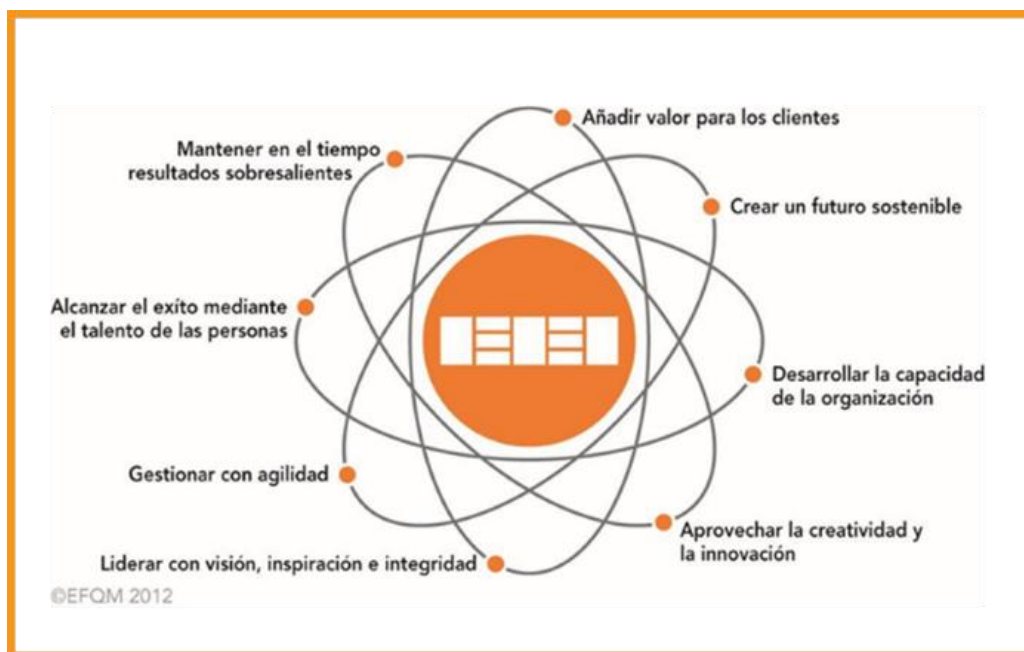 Añadir valor para los clientes
Mantener en el tiempo
resultados sobresalientes
Crear un futuro sostenible
Alcanzar el exíto mediante
el talento de las personas
Desarrollar la capacidad
de la organización
Gestionar con agilidad
Aprovechar la creatividad y
la innovación
Liderar con visión, inspiración e integridad
©EFQM 2012